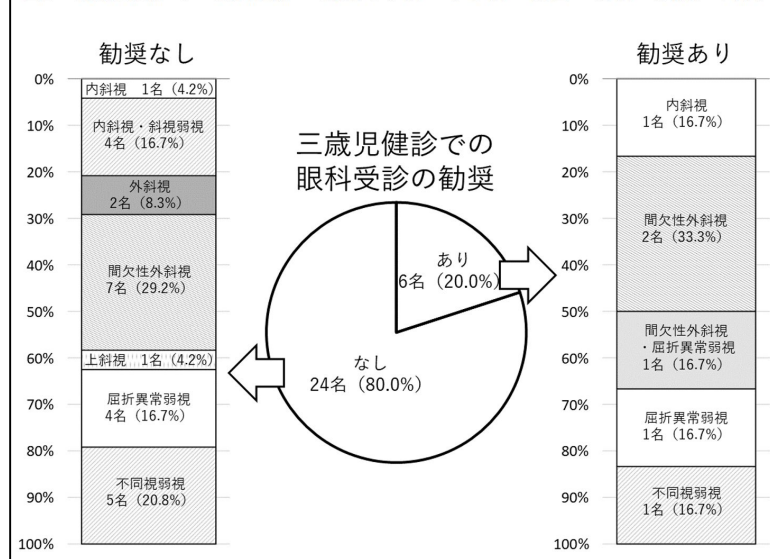 勧奨なし
0%
10%
20%
30%
40%
50%
60%
70%
80%
90%
100%
内斜視 1名 (4.2%)
内斜視・斜視弱視
4名（16.7%）
外斜視
2名（8.3%）
間欠性外斜視
7名（29.2%）
上斜視 1名 (4.2%)
屈折異常弱視
4名（16.7%）
不同視弱視
5名（20.8%）
三歳児健診での
眼科受診の勧奨
あり
6名（20.0%）
なし
24名（80.0%）
勧奨あり
0%
10%
20%
30%
40%
50%
60%
70%
80%
90%
100%
内斜視
1名（16.7%）
間欠性外斜視
2名（33.3%）
間欠性外斜視
・屈折異常弱視
1名（16.7%）
屈折異常弱視
1名（16.7%）
不同視弱視
1名（16.7%）